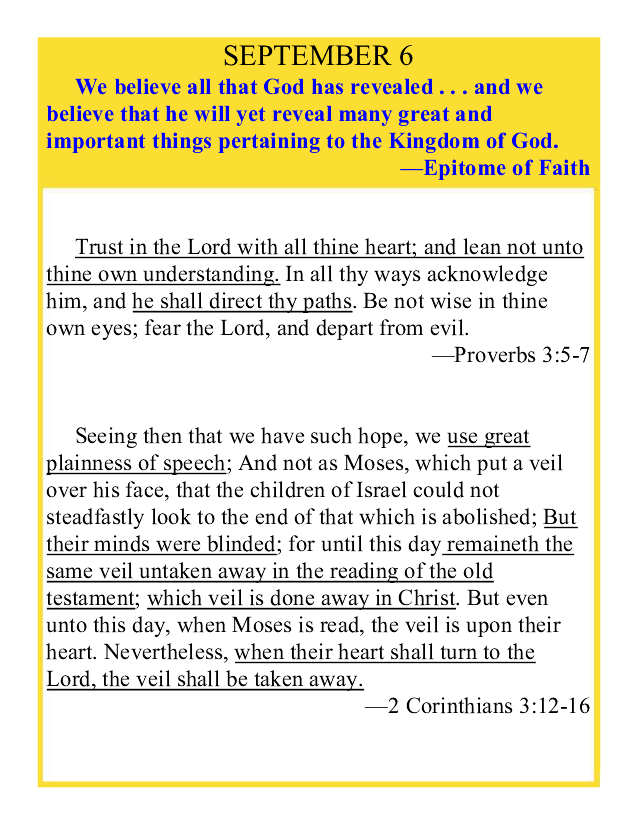 SEPTEMBER 6
We believe all that God has revealed . . . and we
believe that he will yet reveal many great and
important things pertaining to the Kingdom of God.
—Epitome of Faith
Trust in the Lord with all thine heart; and lean not unto
thine own understanding. In all thy ways acknowledge
him, and he shall direct thy paths. Be not wise in thine
own eyes; fear the Lord, and depart from evil.
—Proverbs 3:5-7
Seeing then that we have such hope, we use great
plainness of speech; And not as Moses, which put a veil
over his face, that the children of Israel could not
steadfastly look to the end of that which is abolished; But
their minds were blinded; for until this day remaineth the
same veil untaken away in the reading of the old
testament; which veil is done away in Christ. But even
unto this day, when Moses is read, the veil is upon their
heart. Nevertheless, when their heart shall turn to the
Lord, the veil shall be taken away.
—2 Corinthians 3:12-16